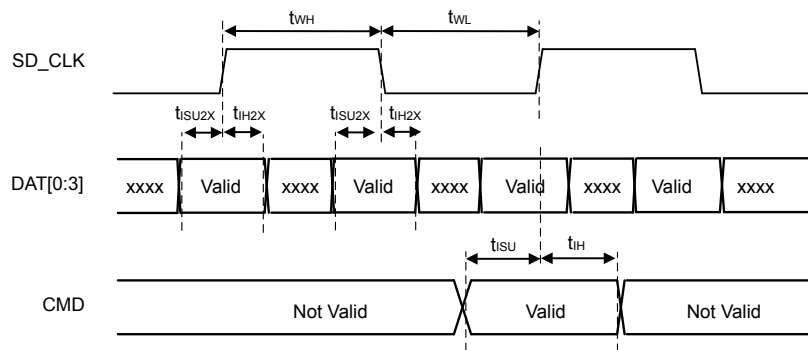 tWH tWL
SD_CLK
tISU2X tIH2X tISU2X tIH2X
DAT[0:3] xxxx Valid xxxx Valid xxxx Valid xxxx Valid xxxx
tISU tIH
CMD Not Valid Valid Not Valid